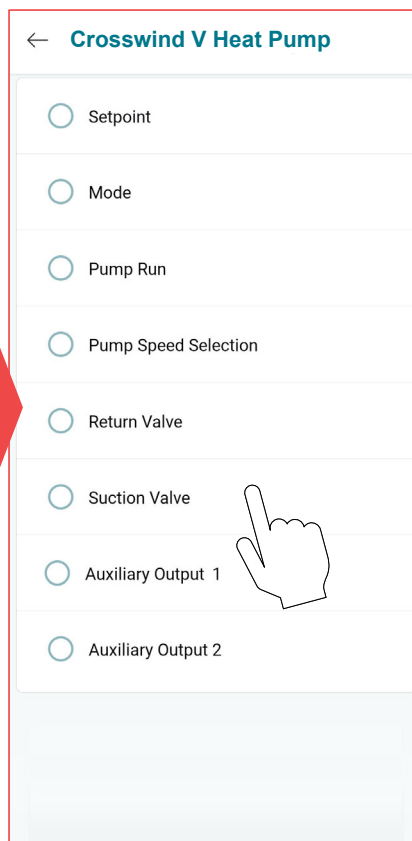 Crosswind V Heat Pump
Setpoint
Mode
Pump Run
Pump Speed Selection
Return Valve
Suction Valve
Auxiliary Output 1
Auxiliary Output 2